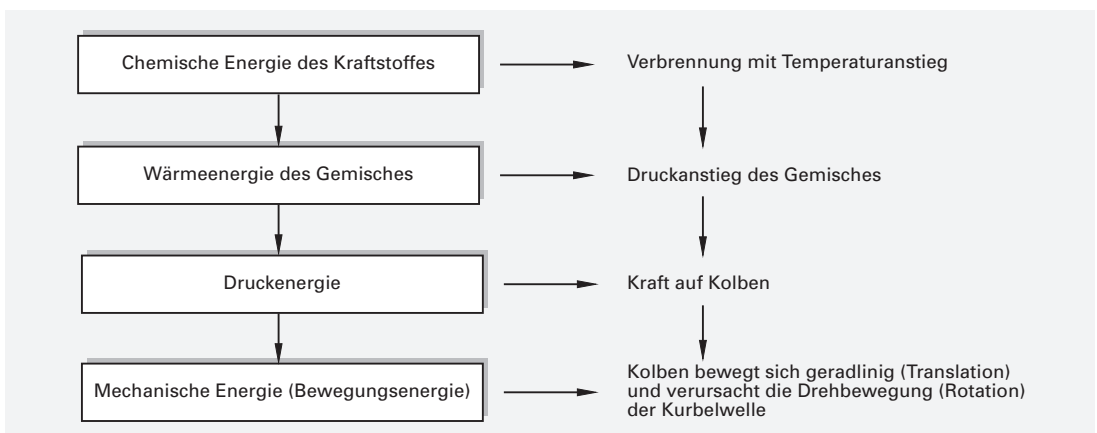 Chemische Energie des Kraftstoffes
Verbrennung mit Temperaturanstieg
Wärmeenergie des Gemisches
Druckanstieg des Gemisches
Druckenergie
Kraft auf Kolben
Mechanische Energie (Bewegungsenergie)
Kolben bewegt sich geradlinig (Translation)
und verursacht die Drehbewegung (Rotation)
der Kurbelwelle